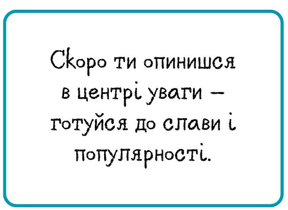 Скоро ти опинишся
в центрі уваги –
готуйся до слави і
популярності.